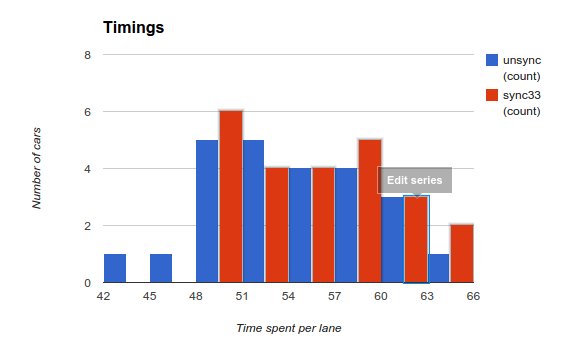 Timings
8
6
4
2
0
Number of cars
42 45 48 51 54 57 60 63 66
Time spent per lane
unsync
(count)
sync33
(count)
Edit series